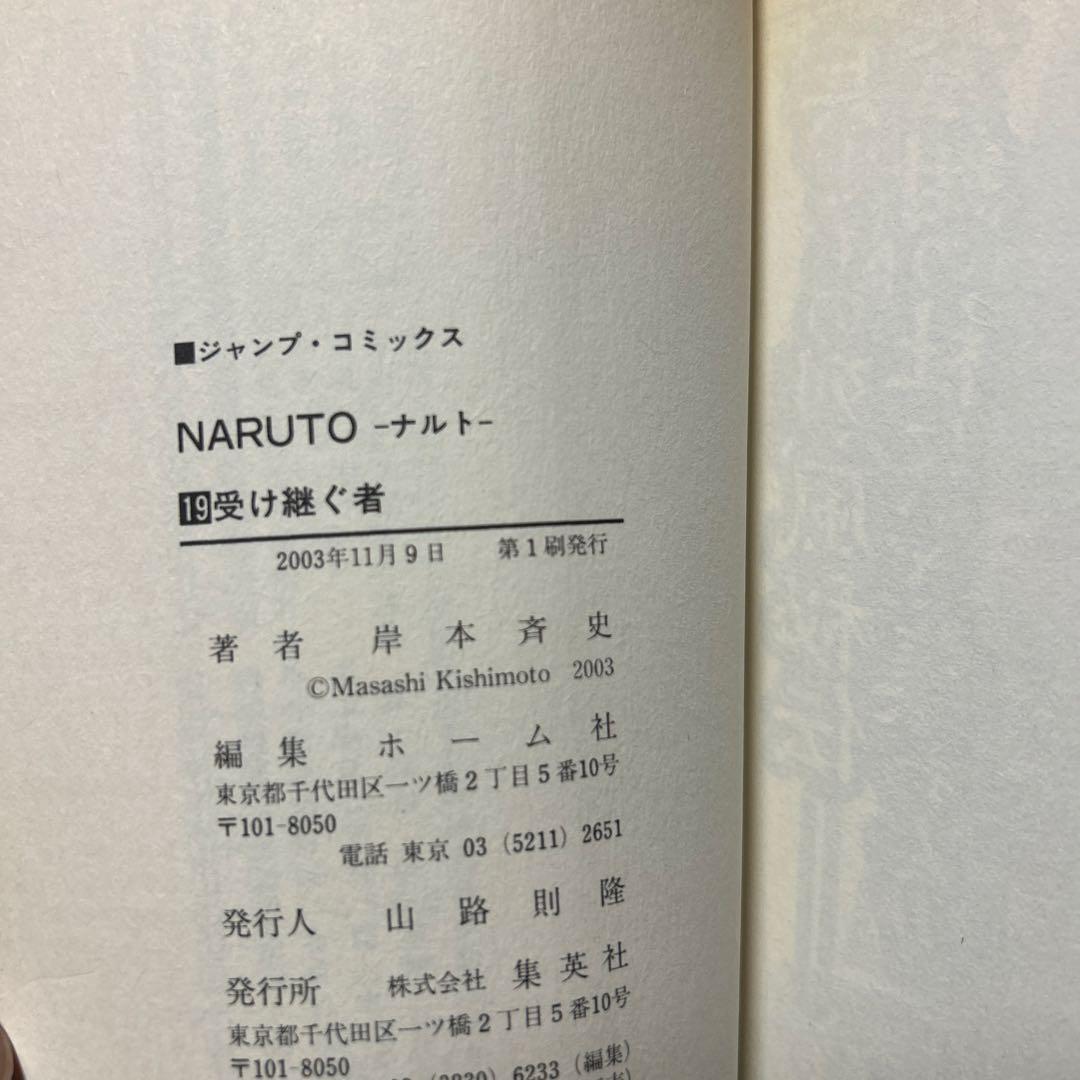 ■ジャンプ・コミックス
NARUTO -ナルト-
19受け継ぐ者
2003年11月9日 第1刷発行
著者 岸本斉史
©Masashi Kishimoto 2003
編集 ホーム社
東京都千代田区一ツ橋2丁目5番10号
〒101-8050
電話 東京 03 (5211) 2651
発行人 山路則隆
発行所 株式会社 集英社
東京都千代田区一ツ橋2丁目5番10号
〒101-8050
6233 (編集)